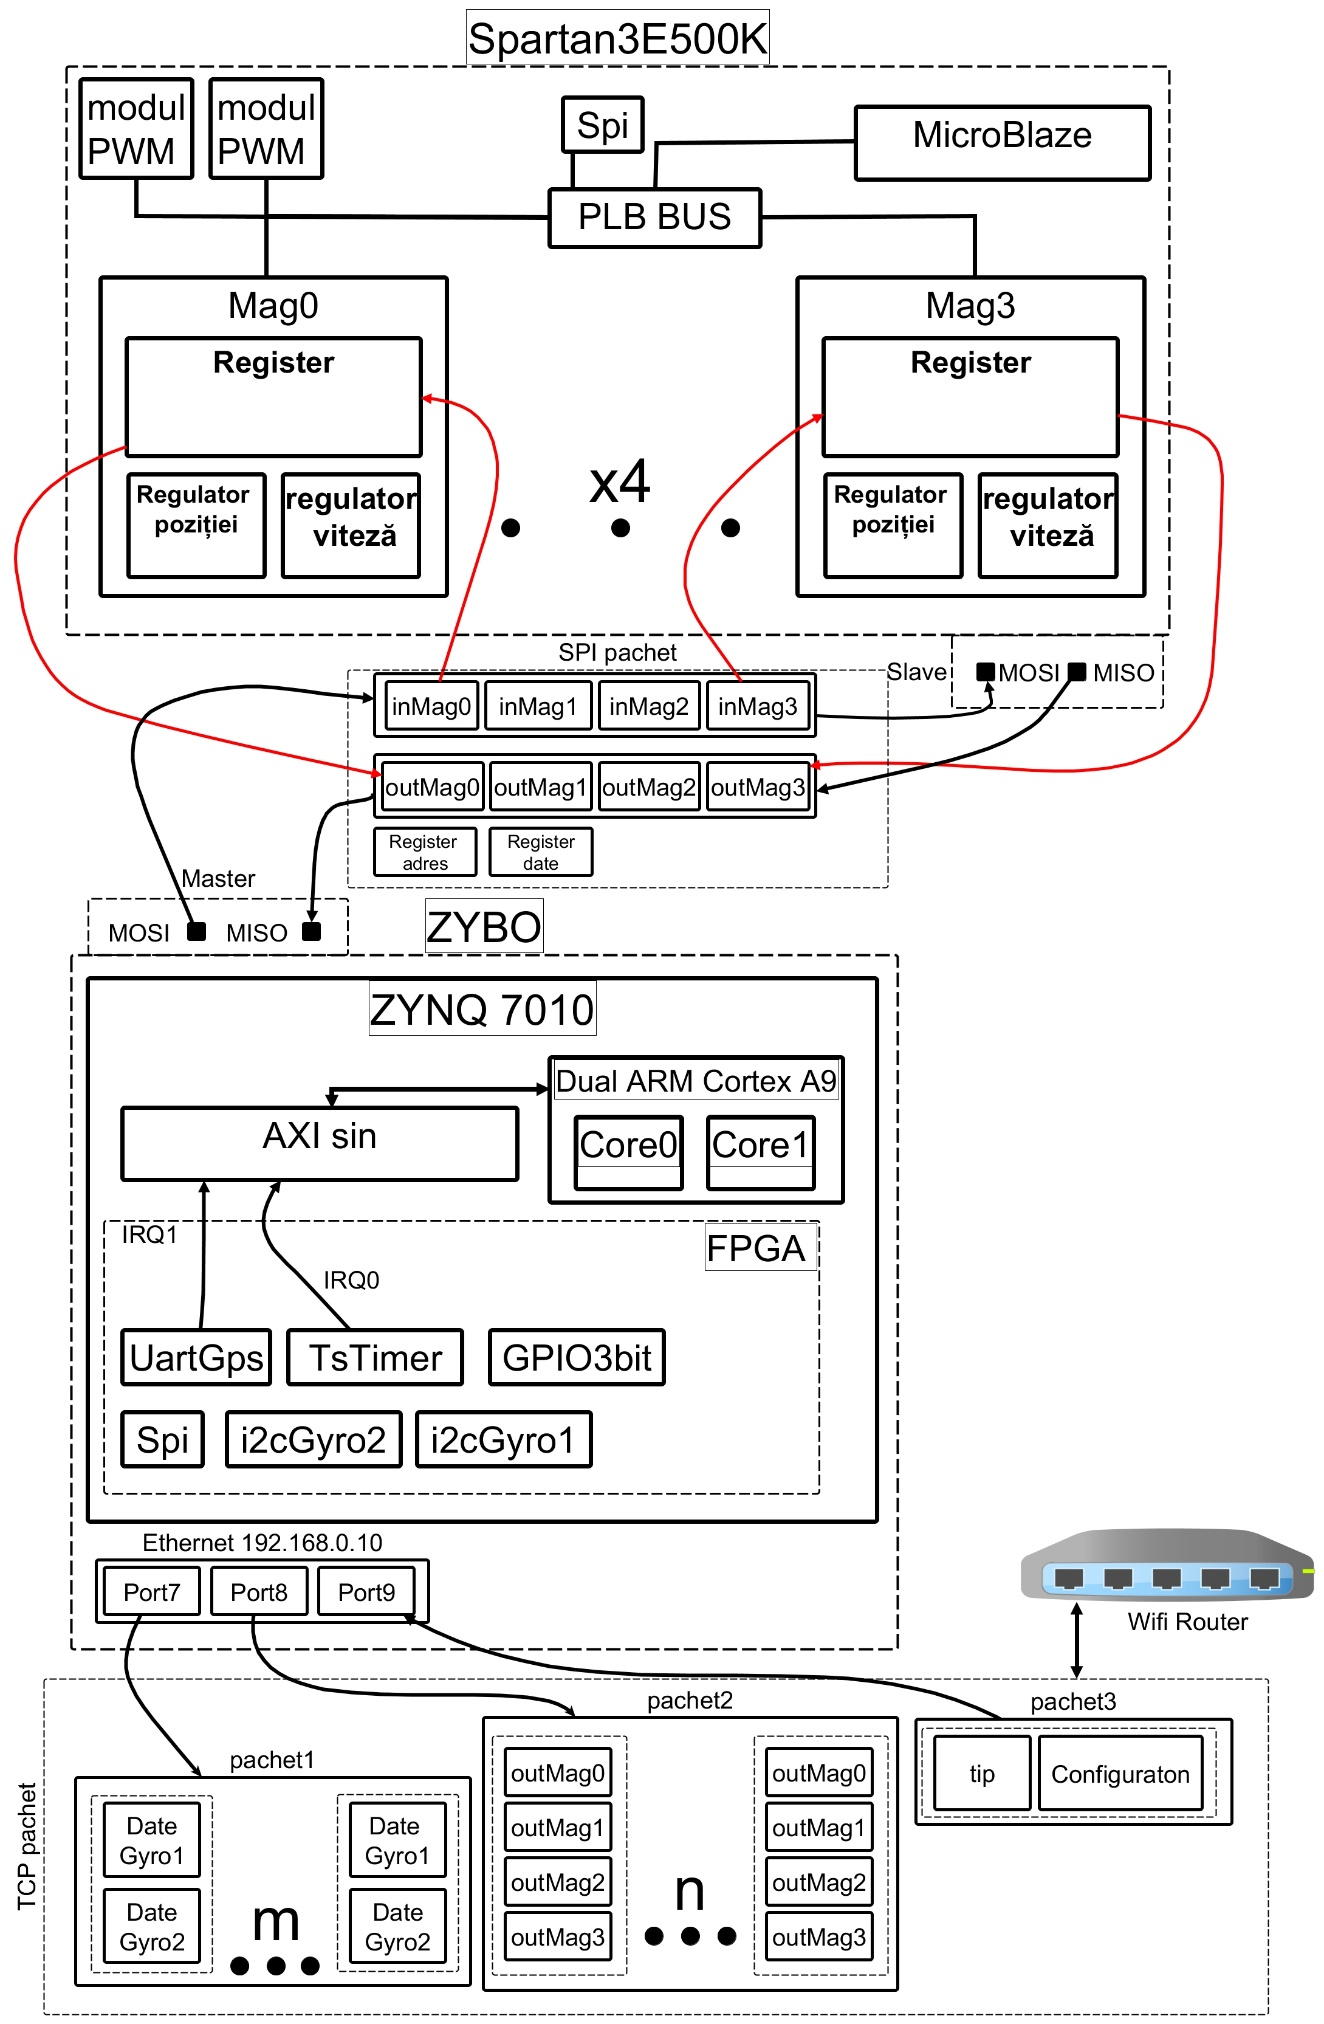 Spartan3E500K
modul
PWM
modul
PWM
Spi
MicroBlaze
PLB BUS
Mag0
Register
Regulator
poziției
regulator
viteză
x4
Mag3
Register
Regulator
poziției
regulator
viteză
SPI pachet
Slave
MOSI
MISO
inMag0
inMag1
inMag2
inMag3
outMag0
outMag1
outMag2
outMag3
Register
adres
Register
date
Master
MOSI
MISO
ZYBO
ZYNQ 7010
Dual ARM Cortex A9
Core0
Core1
AXI sin
IRQ1
IRQ0
FPGA
UartGps
TsTimer
GPIO3bit
Spi
i2cGyro2
i2cGyro1
Ethernet 192.168.0.10
Port7
Port8
Port9
Wifi Router
TCP pachet
pachet1
Date
Gyro1
Date
Gyro2
m
Date
Gyro1
Date
Gyro2
pachet2
outMag0
outMag1
outMag2
outMag3
n
outMag0
outMag1
outMag2
outMag3
pachet3
tip
Configuraton